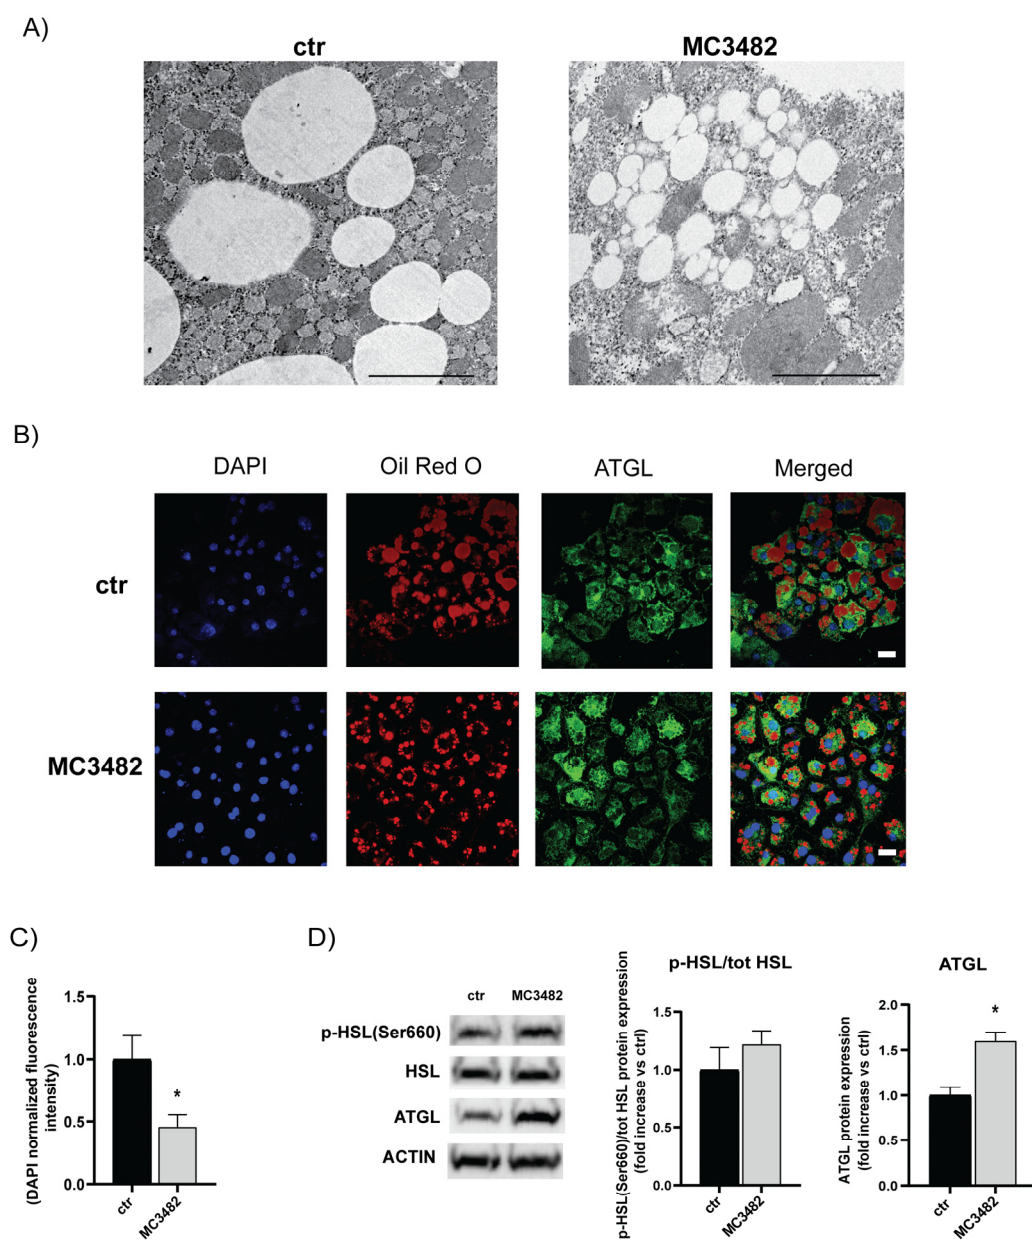 A)
ctr
MC3482
B)
DAPI
Oil Red O
ATGL
Merged
ctr
MC3482
C)
(DAPI normalized fluorescence
intensity)
1.5
1.0
0.5
0.0
*
ctr
MC3482
D)
ctr
MC3482
p-HSL(Ser660)
HSL
ATGL
ACTIN
p-HSL/tot HSL
p-HSL(Ser660)/tot HSL protein expression
(fold increase vs ctrl)
1.5
1.0
0.5
0.0
ctr
MC3482
ATGL
ATGL protein expression
(fold increase vs ctrl)
2.0
1.5
1.0
0.5
0.0
*
ctr
MC3482